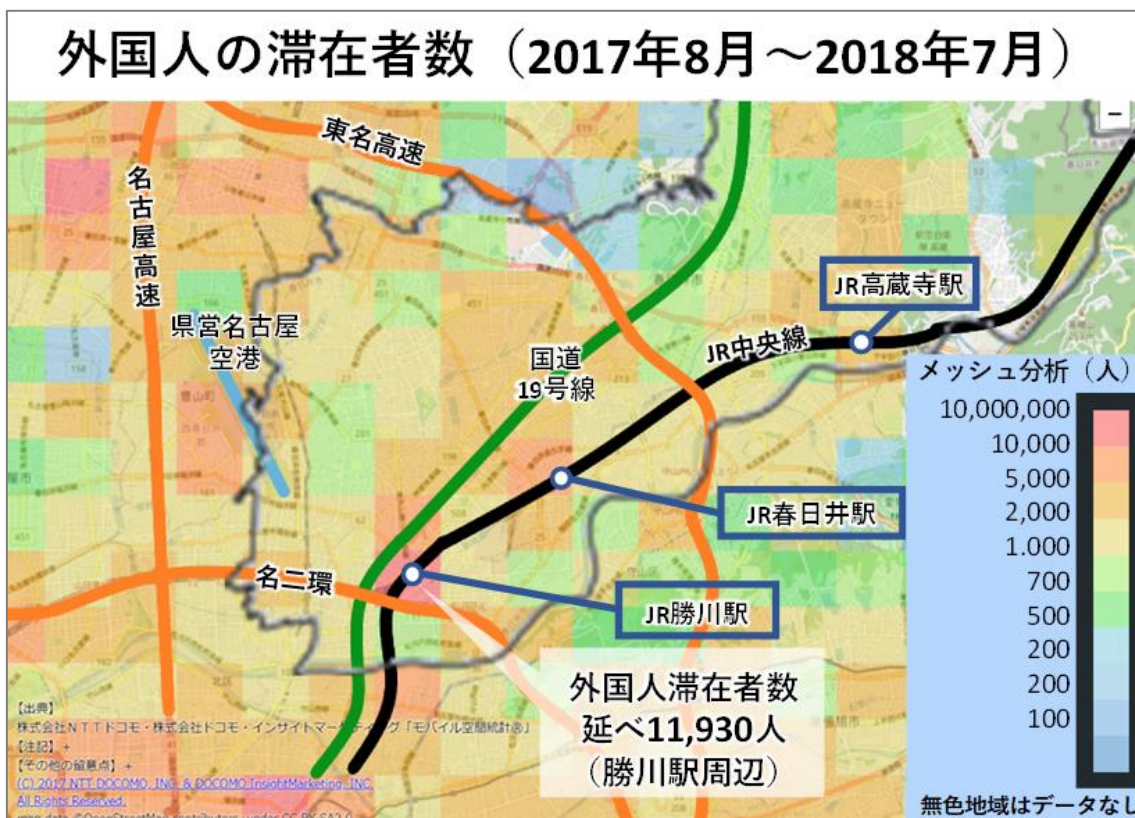 外国人の滞在者数（2017年8月～2018年7月）
東名高速
名古屋高速
県営名古屋
空港
国道
19号線
JR中央線
JR高蔵寺駅
JR春日井駅
名二環
JR勝川駅
外国人滞在者数
延べ11,930人
（勝川駅周辺）
メッシュ分析（人）
10,000,000
10,000
5,000
2,000
1.000
700
500
200
200
100
無色地域はデータなし
【出典】
株式会社NTTドコモ・株式会社ドコモ・インサイトマーケティング「モバイル空間統計®」
【注記】+
【その他の留意点】+
(C) 2017 NTT DOCOMO, INC. & DOCOMO InsightMarketing, INC.
All Rights Reserved.